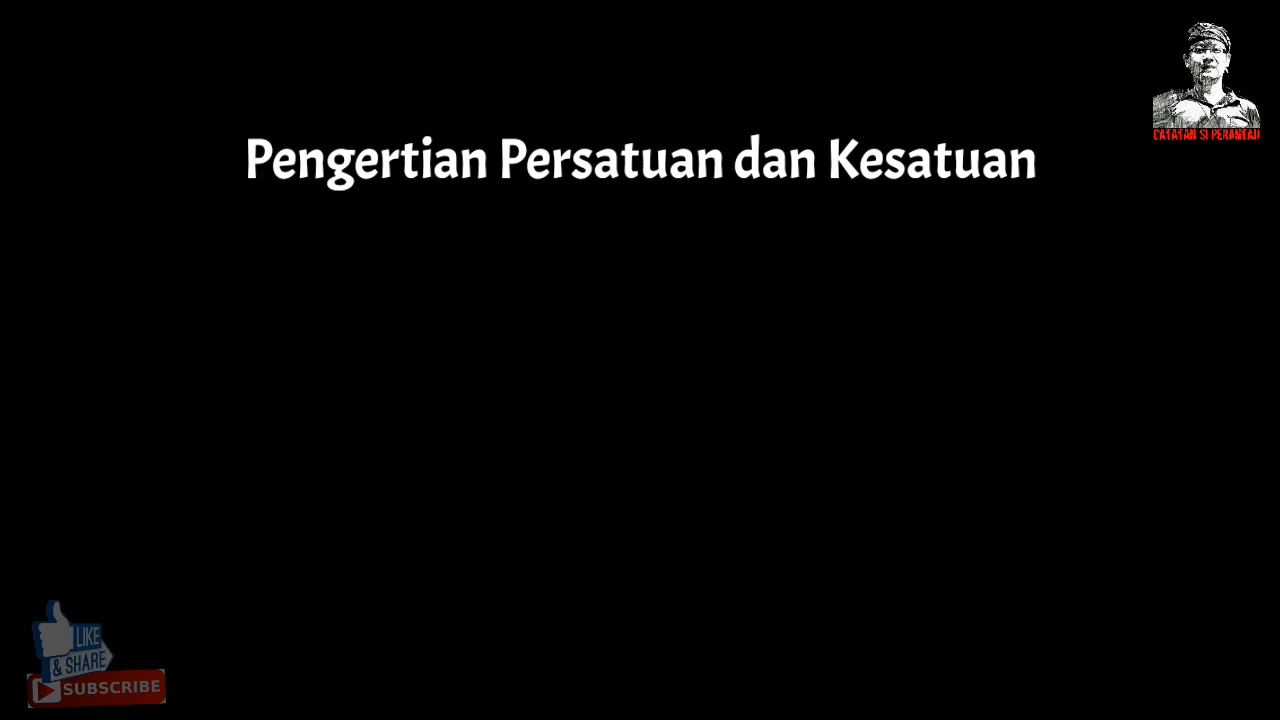 CATATAN SI PERANTAU
Pengertian Persatuan dan Kesatuan
LIKE
& SHARE
SUBSCRIBE